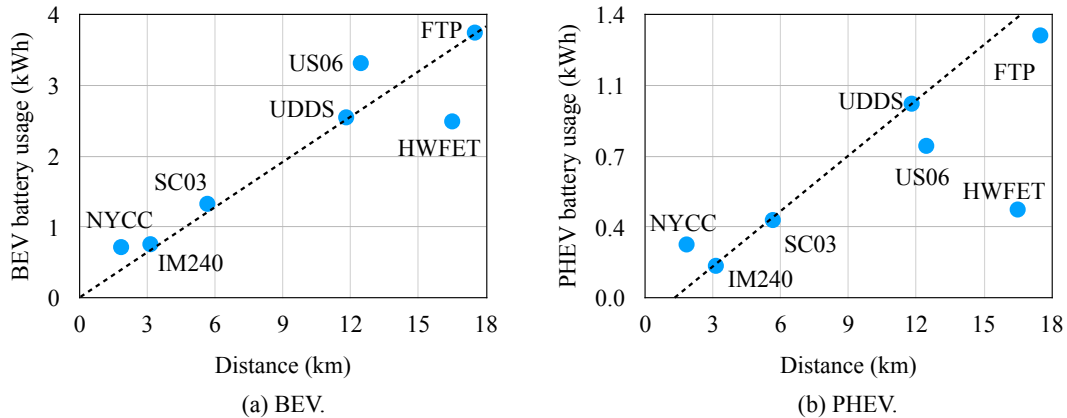 BEV battery usage (kWh)
4
3
2
1
0
FTP
US06
UDDS
HWFET
SC03
NYCC
IM240
0 3 6 9 12 15 18
Distance (km)
(a) BEV.
PHEV battery usage (kWh)
1.4
1.1
0.7
0.4
0.0
FTP
UDDS
US06
HWFET
NYCC
SC03
IM240
0 3 6 9 12 15 18
Distance (km)
(b) PHEV.